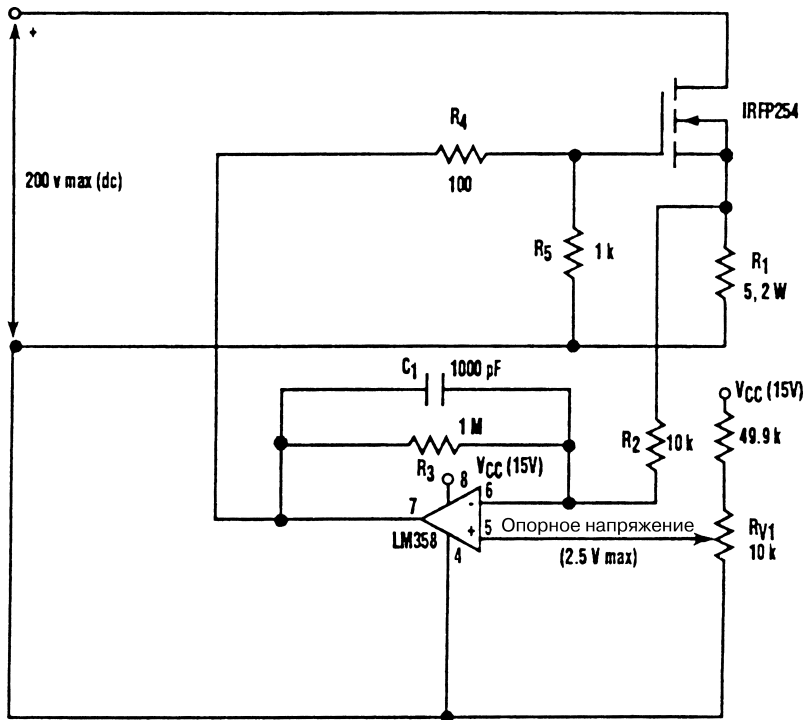 +
200 v max (dc)
R4
100
IRFP254
R5
1 k
R1
5, 2 W
C1
1000 pF
1 M
R3
VCC (15V)
8
7
6
-
+
5
4
LM358
Опорное напряжение
(2.5 V max)
R2
10 k
VCC (15V)
49.9 k
RV1
10 k